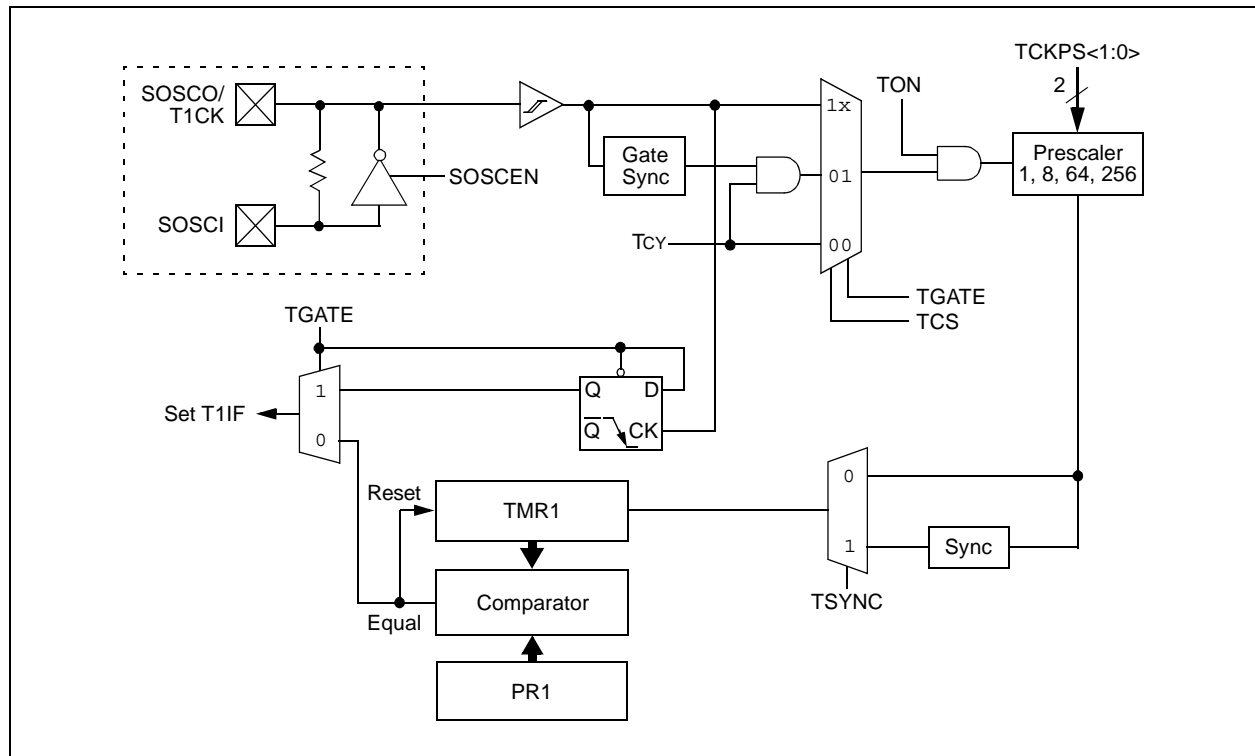 TCKPS<1:0>
SOSCO/
T1CK
TON
2
1x
Gate
Sync
Prescaler
1, 8, 64, 256
SOSCEN
01
SOSCI
TCY
00
TGATE
TCS
TGATE
1
Q
D
Set T1IF
Q
CK
0
Reset
TMR1
0
1
Sync
Comparator
TSYNC
Equal
PR1